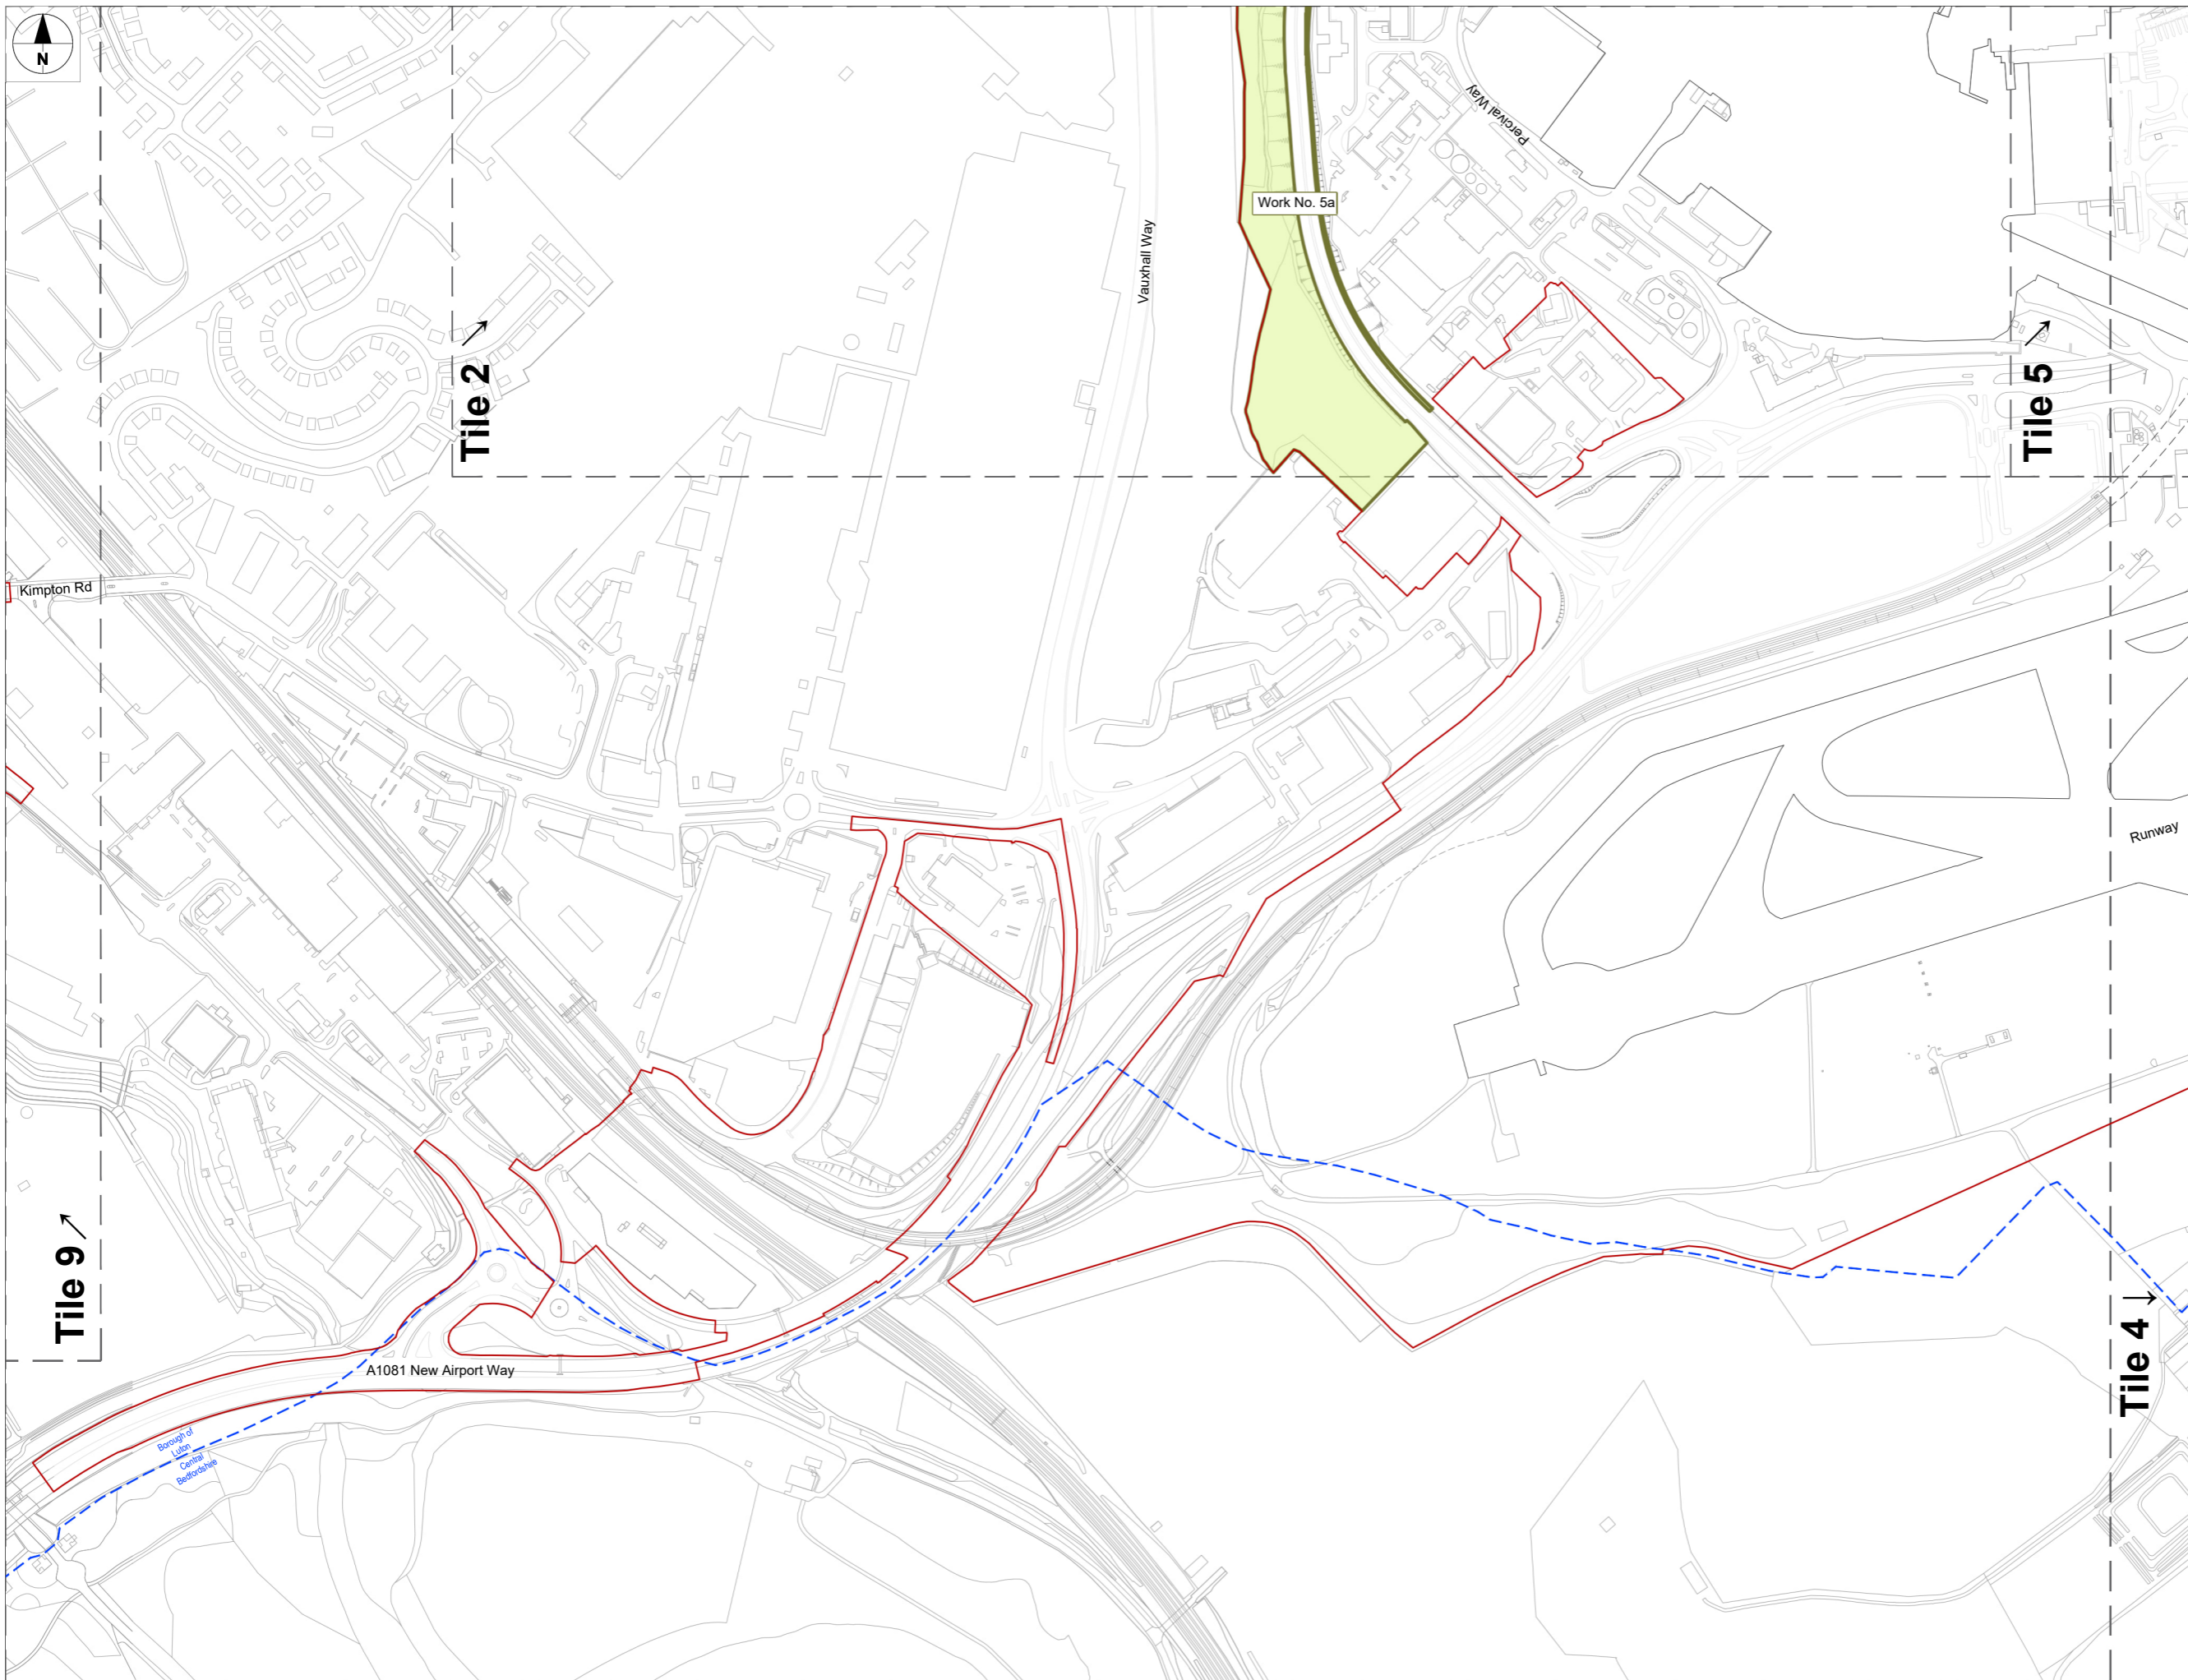 N
Percival Way
Work No. 5a
Vauxhall Way
Tile 2
Tile 5
Kimpton Rd
Runway
Tile 9
Tile 4
A1081 New Airport Way
Borough of
Luton
Central
Bedfordshire